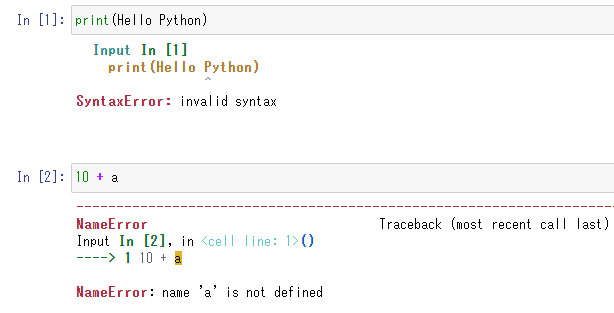 In [1]: print(Hello Python)
Input In [1]
print(Hello Python)
^
SyntaxError: invalid syntax
In [2]: 10 + a
---------------------------------------------------------------------------
NameError Traceback (most recent call last)
Input In [2], in <cell line: 1>()
----> 1 10 + a
NameError: name 'a' is not defined